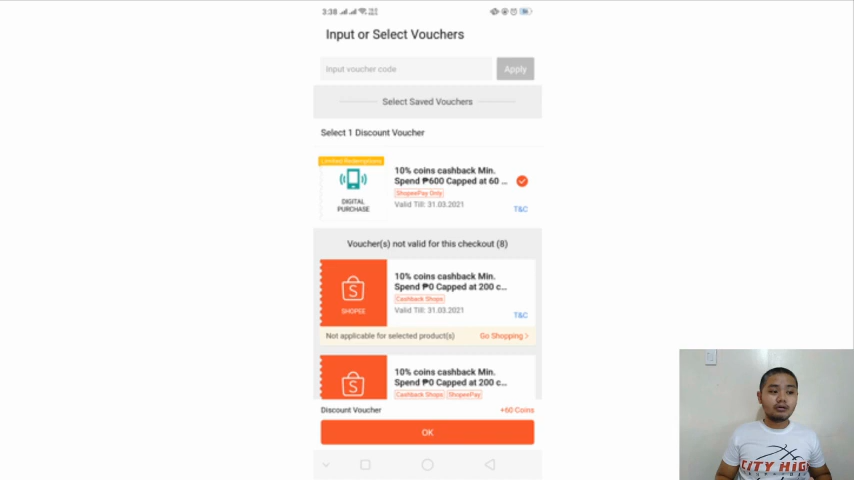 3:38
Input or Select Vouchers
Input voucher code
Apply
Select Saved Vouchers
Select 1 Discount Voucher
Limited Redemptions
DIGITAL
PURCHASE
10% coins cashback Min.
Spend ₱600 Capped at 60 ...
ShopeePay Only
Valid Till: 31.03.2021
T&C
Voucher(s) not valid for this checkout (8)
SHOPEE
10% coins cashback Min.
Spend ₱0 Capped at 200 c...
Cashback Shops
Valid Till: 31.03.2021
T&C
Not applicable for selected product(s)
Go Shopping >
10% coins cashback Min.
Spend ₱0 Capped at 200 c...
Cashback Shops
ShopeePay
Discount Voucher
+60 Coins
OK
CITY HIG